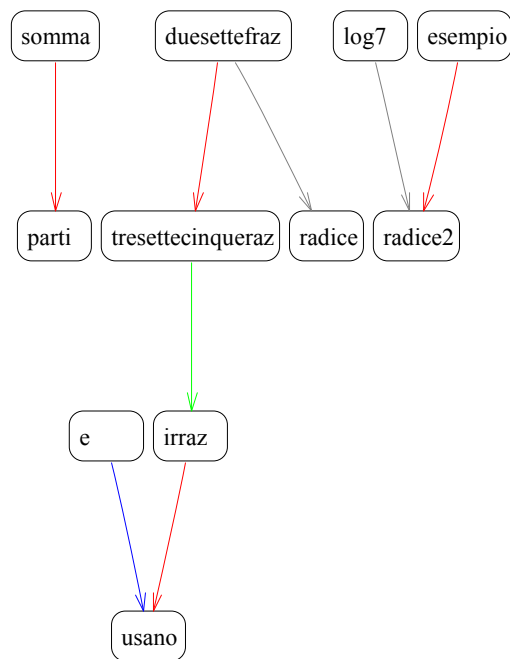 somma
duesettefraz
log7
esempio
parti
tresettecinqueraz
radice
radice2
e
irraz
usano